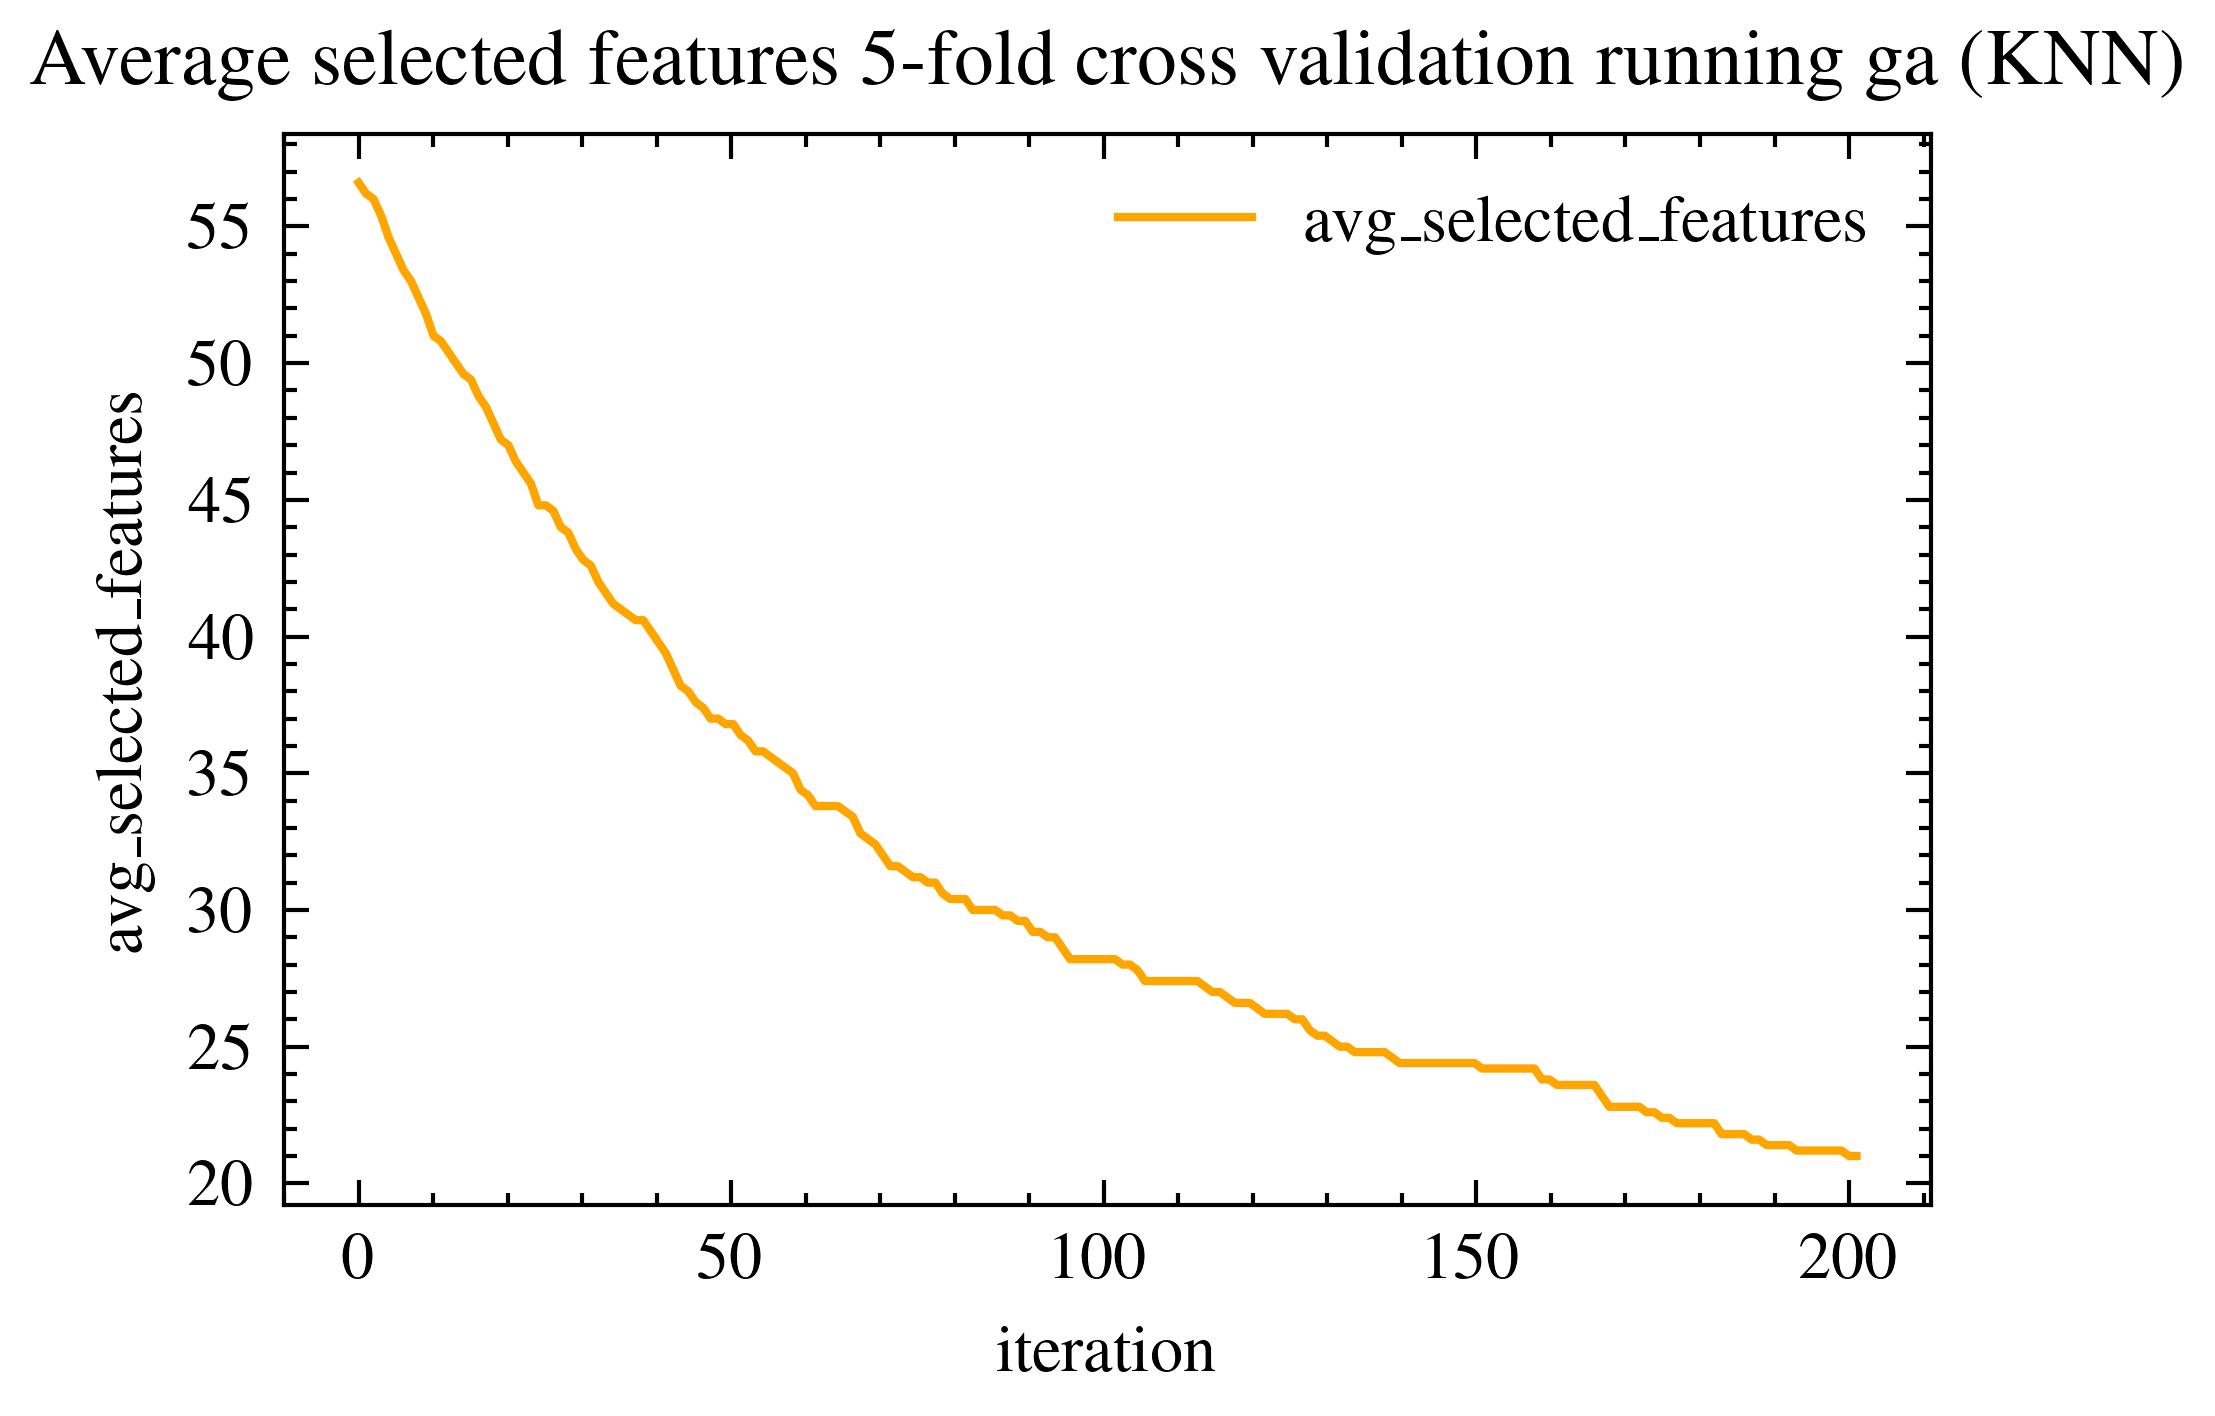 Average selected features 5-fold cross validation running ga (KNN)
avg_selected_features
55
50
45
40
35
30
25
20
avg_selected_features
0 50 100 150 200
iteration